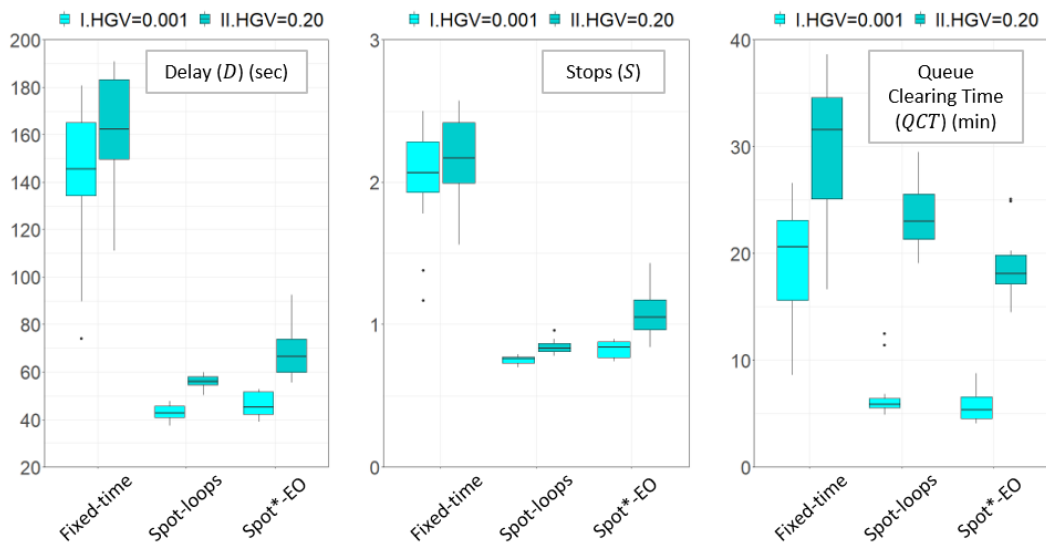 I.HGV=0.001 II.HGV=0.20
Delay (D) (sec)
200
180
160
140
120
100
80
60
40
20
Fixed-time
Spot-loops
Spot*-EO
I.HGV=0.001 II.HGV=0.20
Stops (S)
3
2
1
0
Fixed-time
Spot-loops
Spot*-EO
I.HGV=0.001 II.HGV=0.20
Queue
Clearing Time
(QCT) (min)
40
30
20
10
0
Fixed-time
Spot-loops
Spot*-EO